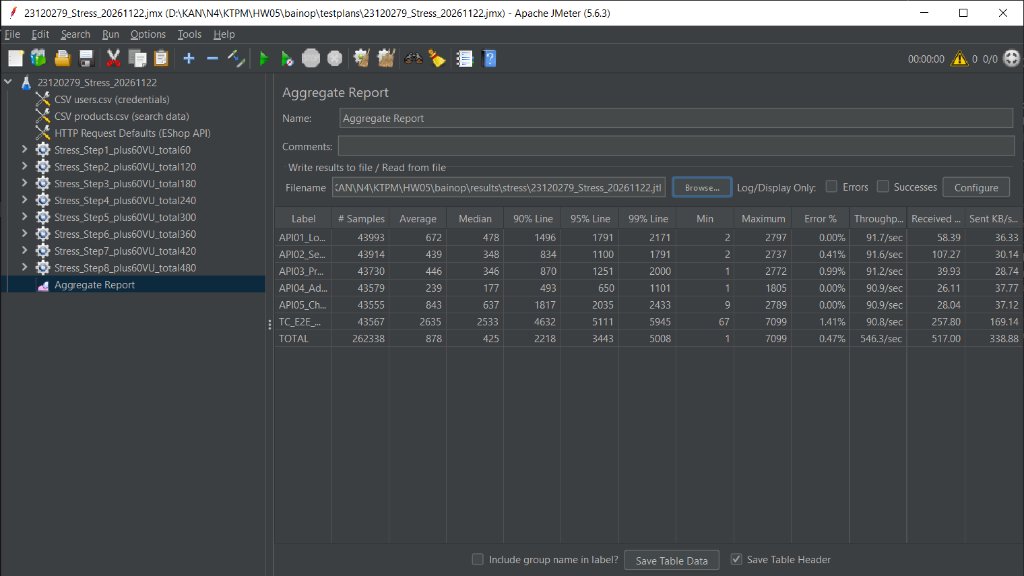 23120279_Stress_20261122.jmx (D:\KAN\N4\KTPM\HW05\bainop\testplans\23120279_Stress_20261122.jmx) - Apache JMeter (5.6.3)
File Edit Search Run Options Tools Help
00:00:00 0 0/0
23120279_Stress_20261122
CSV users.csv (credentials)
CSV products.csv (search data)
HTTP Request Defaults (EShop API)
Stress_Step1_plus60VU_total60
Stress_Step2_plus60VU_total120
Stress_Step3_plus60VU_total180
Stress_Step4_plus60VU_total240
Stress_Step5_plus60VU_total300
Stress_Step6_plus60VU_total360
Stress_Step7_plus60VU_total420
Stress_Step8_plus60VU_total480
Aggregate Report
Aggregate Report
Name: Aggregate Report
Comments:
Write results to file / Read from file
Filename KAN\N4\KTPM\HW05\bainop\results\stress\23120279_Stress_20261122.jtl Browse... Log/Display Only: Errors Successes Configure
Label # Samples Average Median 90% Line 95% Line 99% Line Min Maximum Error % Throughp... Received ... Sent KB/s...
API01_Lo... 43993 672 478 1496 1791 2171 2 2797 0.00% 91.7/sec 58.39 36.33
API02_Se... 43914 439 348 834 1100 1791 2 2737 0.41% 91.6/sec 107.27 30.14
API03_Pr... 43730 446 346 870 1251 2000 1 2772 0.99% 91.2/sec 39.93 28.74
API04_Ad... 43579 239 177 493 650 1101 1 1805 0.00% 90.9/sec 26.11 37.77
API05_Ch... 43555 843 637 1817 2035 2433 9 2789 0.00% 90.9/sec 28.04 37.12
TC_E2E_... 43567 2635 2533 4632 5111 5945 67 7099 1.41% 90.8/sec 257.80 169.14
TOTAL 262338 878 425 2218 3443 5008 1 7099 0.47% 546.3/sec 517.00 338.88
Include group name in label? Save Table Data Save Table Header